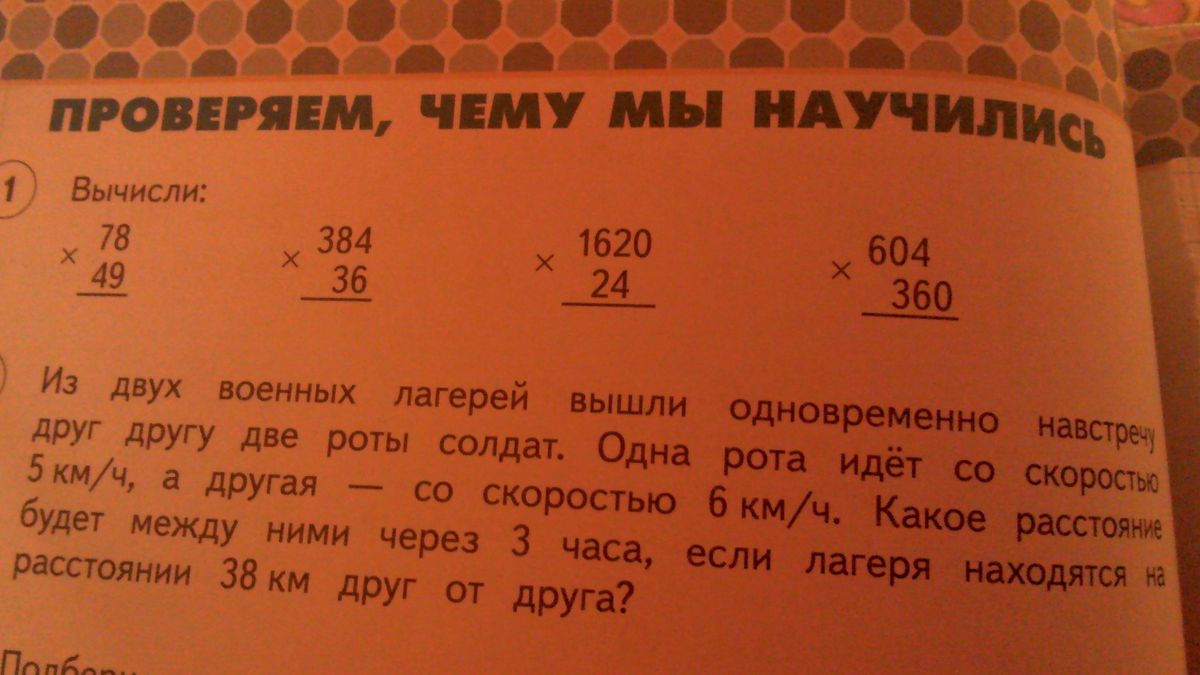 ПРОВЕРЯЕМ, ЧЕМУ МЫ НАУЧИЛИСЬ
1 Вычисли:
× 78 × 384 × 1620 × 604
49 36 24 360
Из двух военных лагерей вышли одновременно навстречу
друг другу две роты солдат. Одна рота идёт со скоростью
5 км/ч, а другая — со скоростью 6 км/ч. Какое расстояние
будет между ними через 3 часа, если лагеря находятся на
расстоянии 38 км друг от друга?